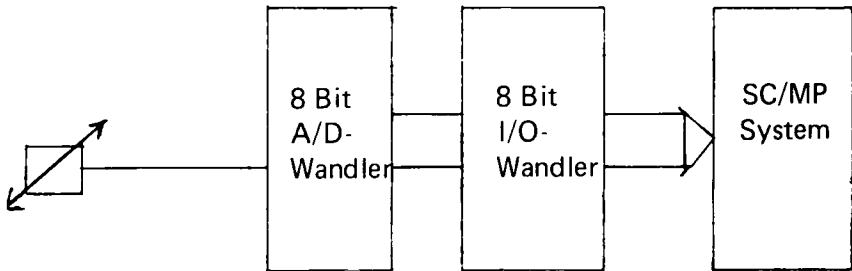 8 Bit
A/D-
Wandler
8 Bit
I/O-
Wandler
SC/MP
System